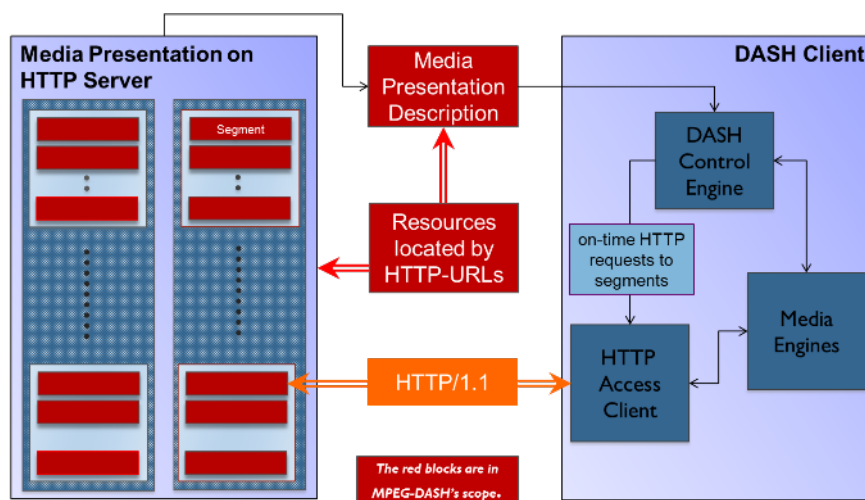 Media Presentation on
HTTP Server
Segment
Media
Presentation
Description
Resources
located by
HTTP-URLs
HTTP/1.1
The red blocks are in
MPEG-DASH's scope.
DASH Client
DASH
Control
Engine
on-time HTTP
requests to
segments
HTTP
Access
Client
Media
Engines